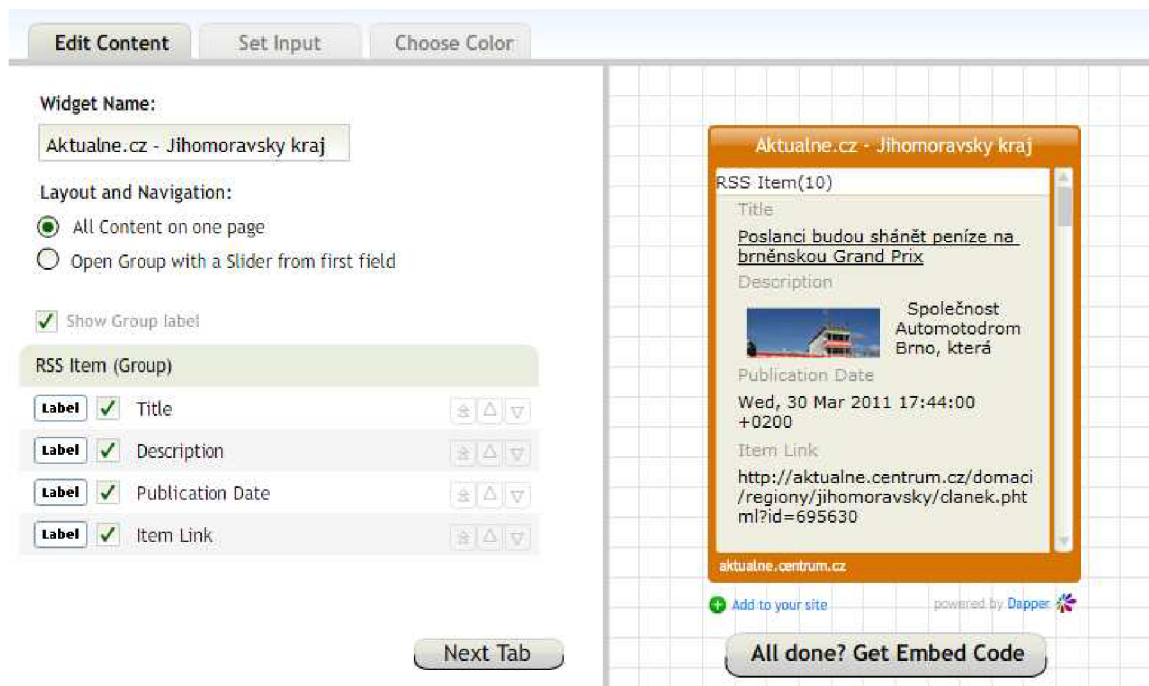 Edit Content
Set Input
Choose Color
Widget Name:
Aktualne.cz - Jihomoravsky kraj
Layout and Navigation:
All Content on one page
Open Group with a Slider from first field
Show Group label
RSS Item (Group)
Label Title
Label Description
Label Publication Date
Label Item Link
Next Tab
Aktualne.cz - Jihomoravsky kraj
RSS Item(10)
Title
Poslanci budou shánět peníze na
brněnskou Grand Prix
Description
Společnost
Automotodrom
Brno, která
Publication Date
Wed, 30 Mar 2011 17:44:00
+0200
Item Link
http://aktualne.centrum.cz/domaci
/regiony/jihomoravsky/clanek.pht
ml?id=695630
aktualne.centrum.cz
Add to your site
powered by Dapper
All done? Get Embed Code